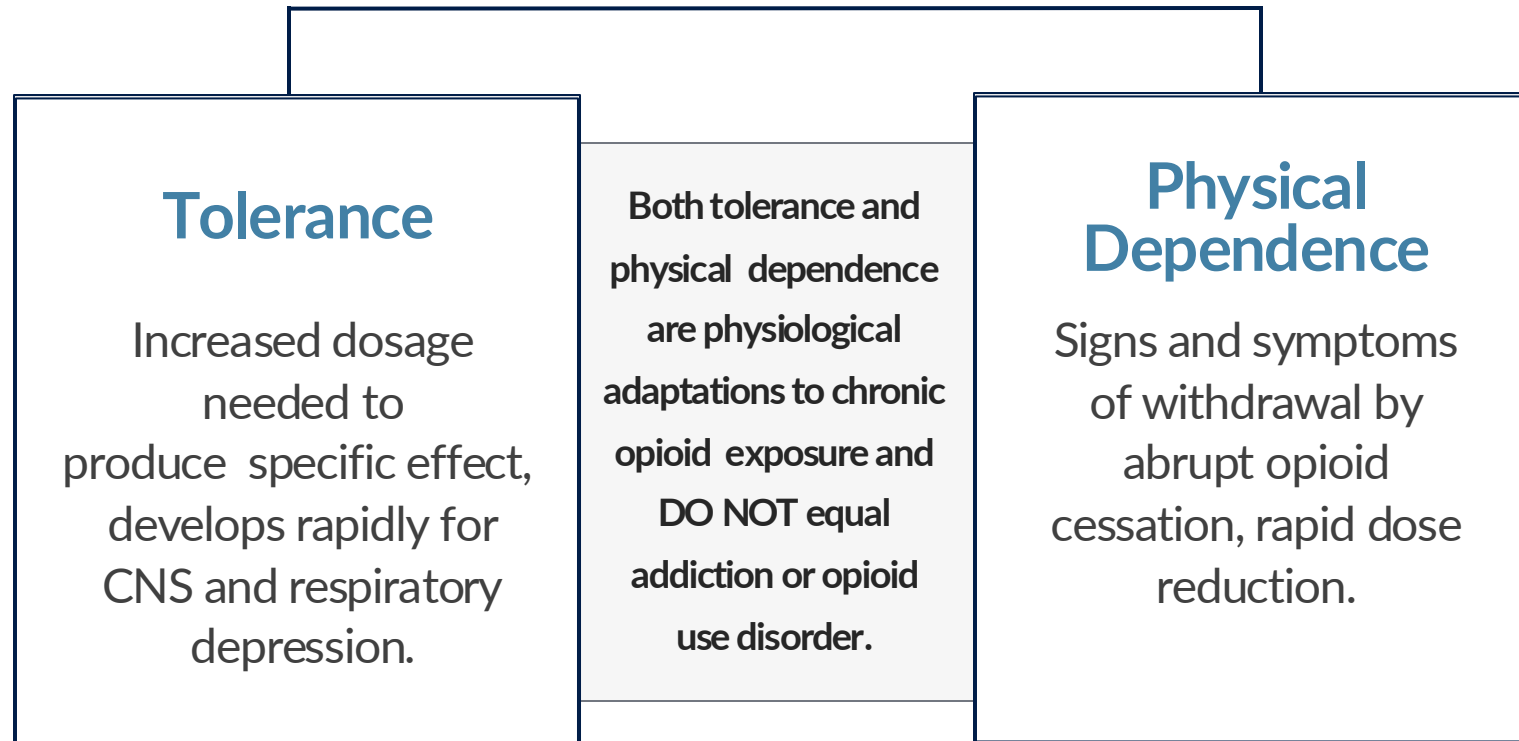 Tolerance
Increased dosage
needed to
produce specific effect,
develops rapidly for
CNS and respiratory
depression.
Both tolerance and
physical dependence
are physiological
adaptations to chronic
opioid exposure and
DO NOT equal
addiction or opioid
use disorder.
Physical
Dependence
Signs and symptoms
of withdrawal by
abrupt opioid
cessation, rapid dose
reduction.